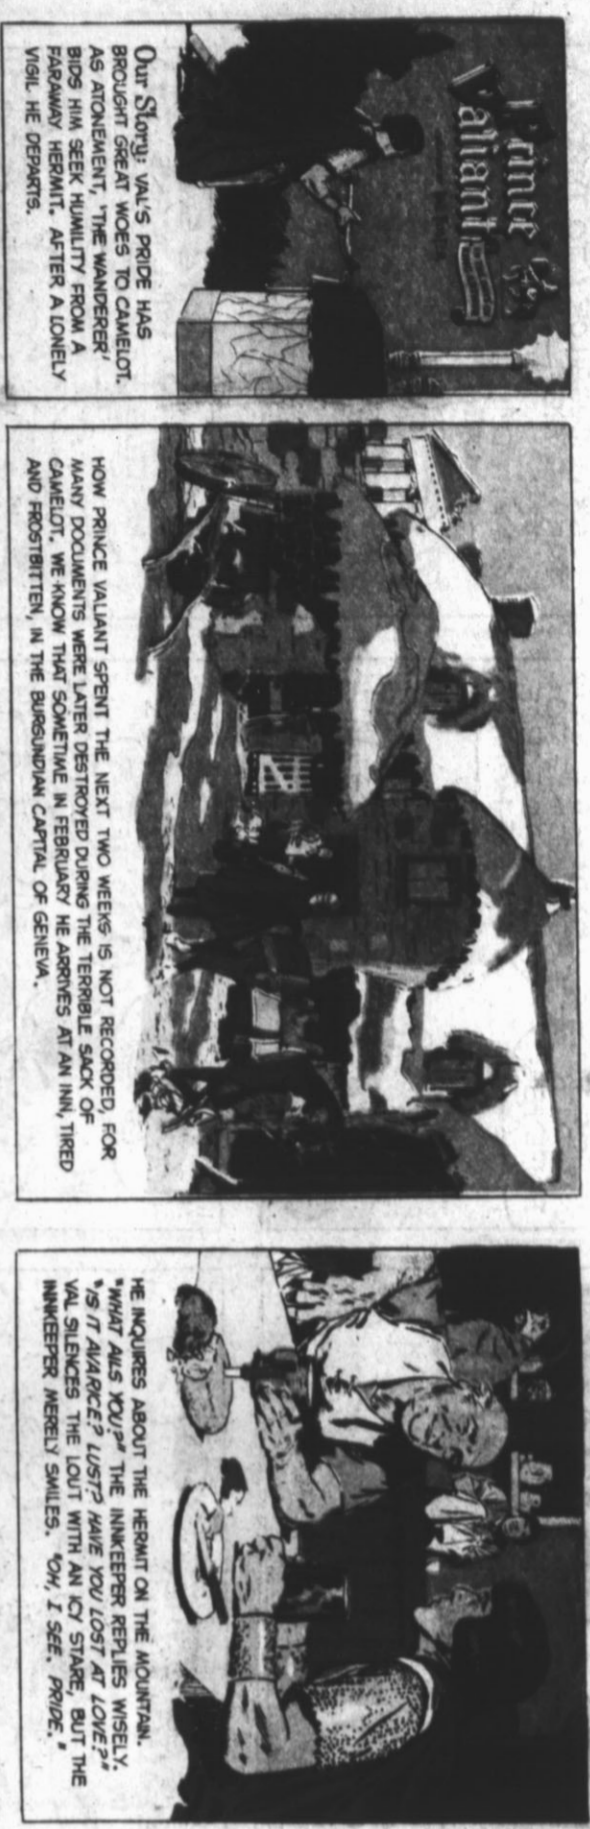 Prince
Valiant
Our Story: VAL'S PRIDE HAS
BROUGHT GREAT WOES TO CAMELOT.
AS ATONEMENT, 'THE WANDERER'
BIDS HIM SEEK HUMILITY FROM A
FARAWAY HERMIT. AFTER A LONELY
VIGIL HE DEPARTS.
HOW PRINCE VALIANT SPENT THE NEXT TWO WEEKS IS NOT RECORDED, FOR
MANY DOCUMENTS WERE LATER DESTROYED DURING THE TERRIBLE SACK OF
CAMELOT. WE KNOW THAT SOMETIME IN FEBRUARY HE ARRIVES AT AN INN, TIRED
AND FROSTBITTEN, IN THE BURGUNDIAN CAPITAL OF GENEVA.
HE INQUIRES ABOUT THE HERMIT ON THE MOUNTAIN.
"WHAT AILS YOU?" THE INNKEEPER REPLIES WISELY.
"IS IT AVARICE? LUST? HAVE YOU LOST AT LOVE?"
VAL SILENCES THE LOUT WITH AN ICY STARE, BUT THE
INNKEEPER MERELY SMILES. "OH, I SEE. PRIDE."